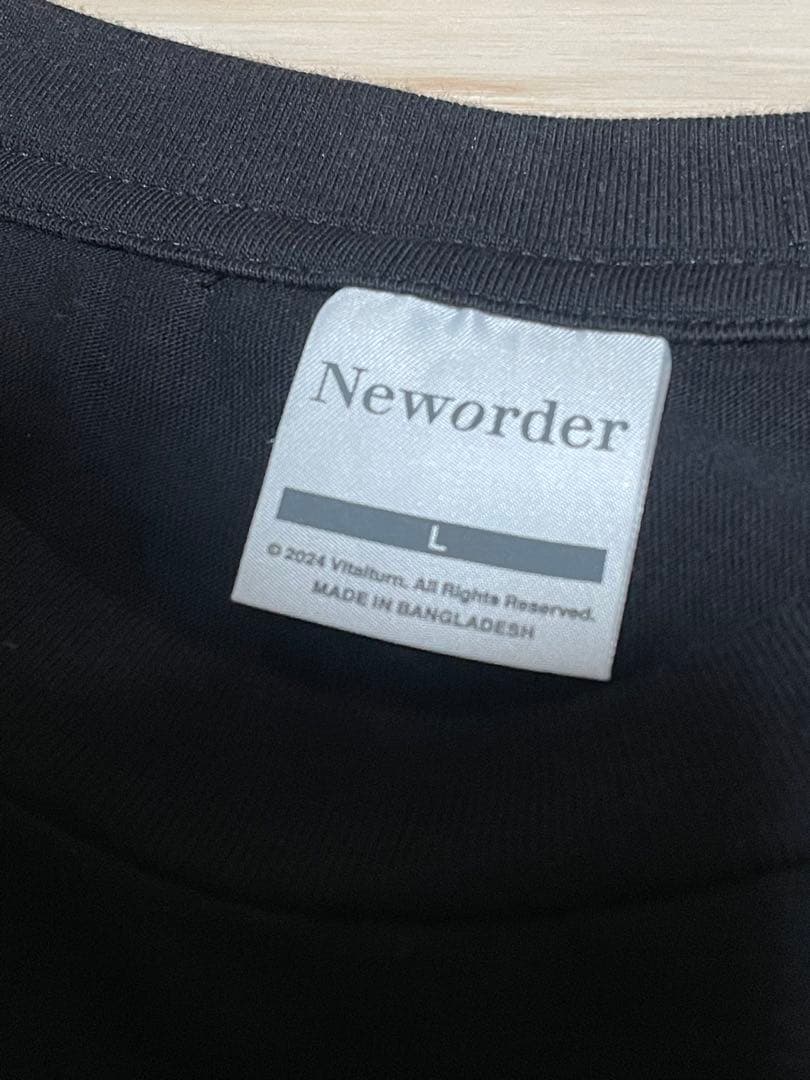 Neworder
L
© 2024 Vitalturn. All Rights Reserved.
MADE IN BANGLADESH